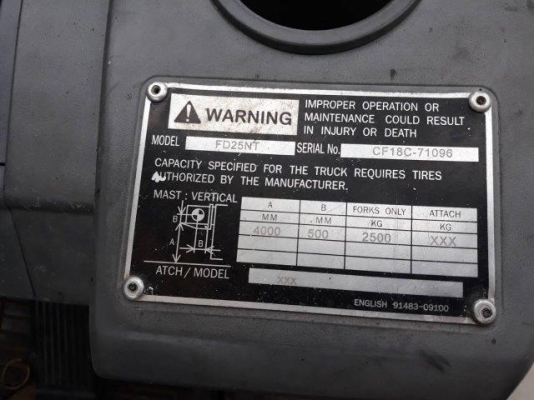 WARNING
IMPROPER OPERATION OR
MAINTENANCE COULD RESULT
IN INJURY OR DEATH
MODEL FD25NT SERIAL No. CF18C-71096
CAPACITY SPECIFIED FOR THE TRUCK REQUIRES TIRES
AUTHORIZED BY THE MANUFACTURER.
MAST: VERTICAL
A B FORKS ONLY ATTACH
MM MM KG KG
4000 500 2500 XXX
B
A B
ATCH / MODEL XXX
ENGLISH 91483-09100